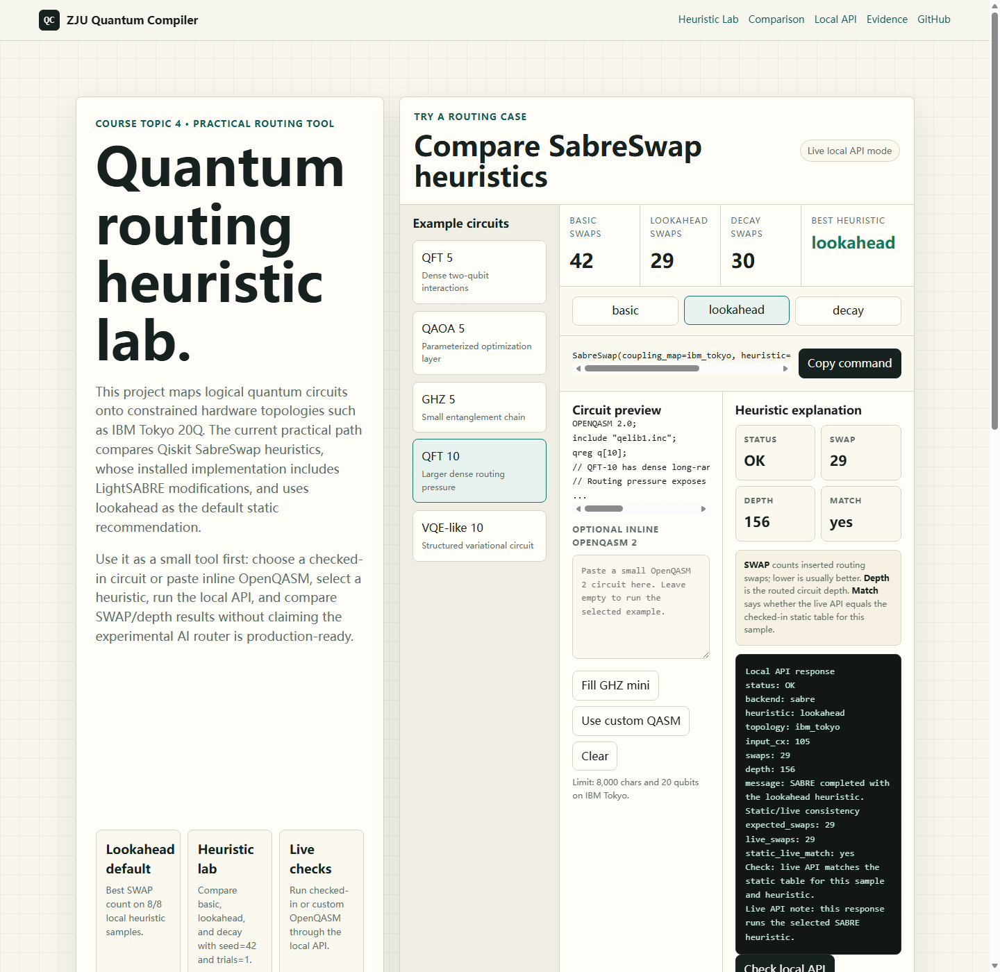 QC ZJU Quantum Compiler
Heuristic Lab Comparison Local API Evidence GitHub
COURSE TOPIC 4 • PRACTICAL ROUTING TOOL
Quantum
routing
heuristic
lab.
This project maps logical quantum circuits
onto constrained hardware topologies such
as IBM Tokyo 20Q. The current practical path
compares Qiskit SabreSwap heuristics,
whose installed implementation includes
LightSABRE modifications, and uses
lookahead as the default static
recommendation.
Use it as a small tool first: choose a checked-
in circuit or paste inline OpenQASM, select a
heuristic, run the local API, and compare
SWAP/depth results without claiming the
experimental AI router is production-ready.
Lookahead
default
Best SWAP
count on 8/8
local heuristic
samples.
Heuristic
lab
Compare
basic,
lookahead,
and decay
with seed=42
and trials=1.
Live
checks
Run checked-
in or custom
OpenQASM
through the
local API.
TRY A ROUTING CASE
Compare SabreSwap
heuristics
Live local API mode
Example circuits
QFT 5
Dense two-qubit
interactions
QAOA 5
Parameterized optimization
layer
GHZ 5
Small entanglement chain
QFT 10
Larger dense routing
pressure
VQE-like 10
Structured variational circuit
BASIC
SWAPS
42
LOOKAHEAD
SWAPS
29
DECAY
SWAPS
30
BEST HEURISTIC
lookahead
basic
lookahead
decay
SabreSwap(coupling_map=ibm_tokyo, heuristic=
Copy command
Circuit preview
OPENQASM 2.0;
include "qelib1.inc";
qreg q[10];
// QFT-10 has dense long-ran
// Routing pressure exposes
...
OPTIONAL INLINE
OPENQASM 2
Paste a small OpenQASM
2 circuit here. Leave
empty to run the
selected example.
Fill GHZ mini
Use custom QASM
Clear
Limit: 8,000 chars and 20 qubits
on IBM Tokyo.
Heuristic explanation
STATUS
OK
SWAP
29
DEPTH
156
MATCH
yes
SWAP counts inserted routing
swaps; lower is usually better. Depth
is the routed circuit depth. Match
says whether the live API equals the
checked-in static table for this
sample.
Local API response
status: OK
backend: sabre
heuristic: lookahead
topology: ibm_tokyo
input_cx: 105
swaps: 29
depth: 156
message: SABRE completed with
the lookahead heuristic.
Static/live consistency
expected_swaps: 29
live_swaps: 29
static_live_match: yes
Check: live API matches the
static table for this sample
and heuristic.
Live API note: this response
runs the selected SABRE
heuristic.
Check local API